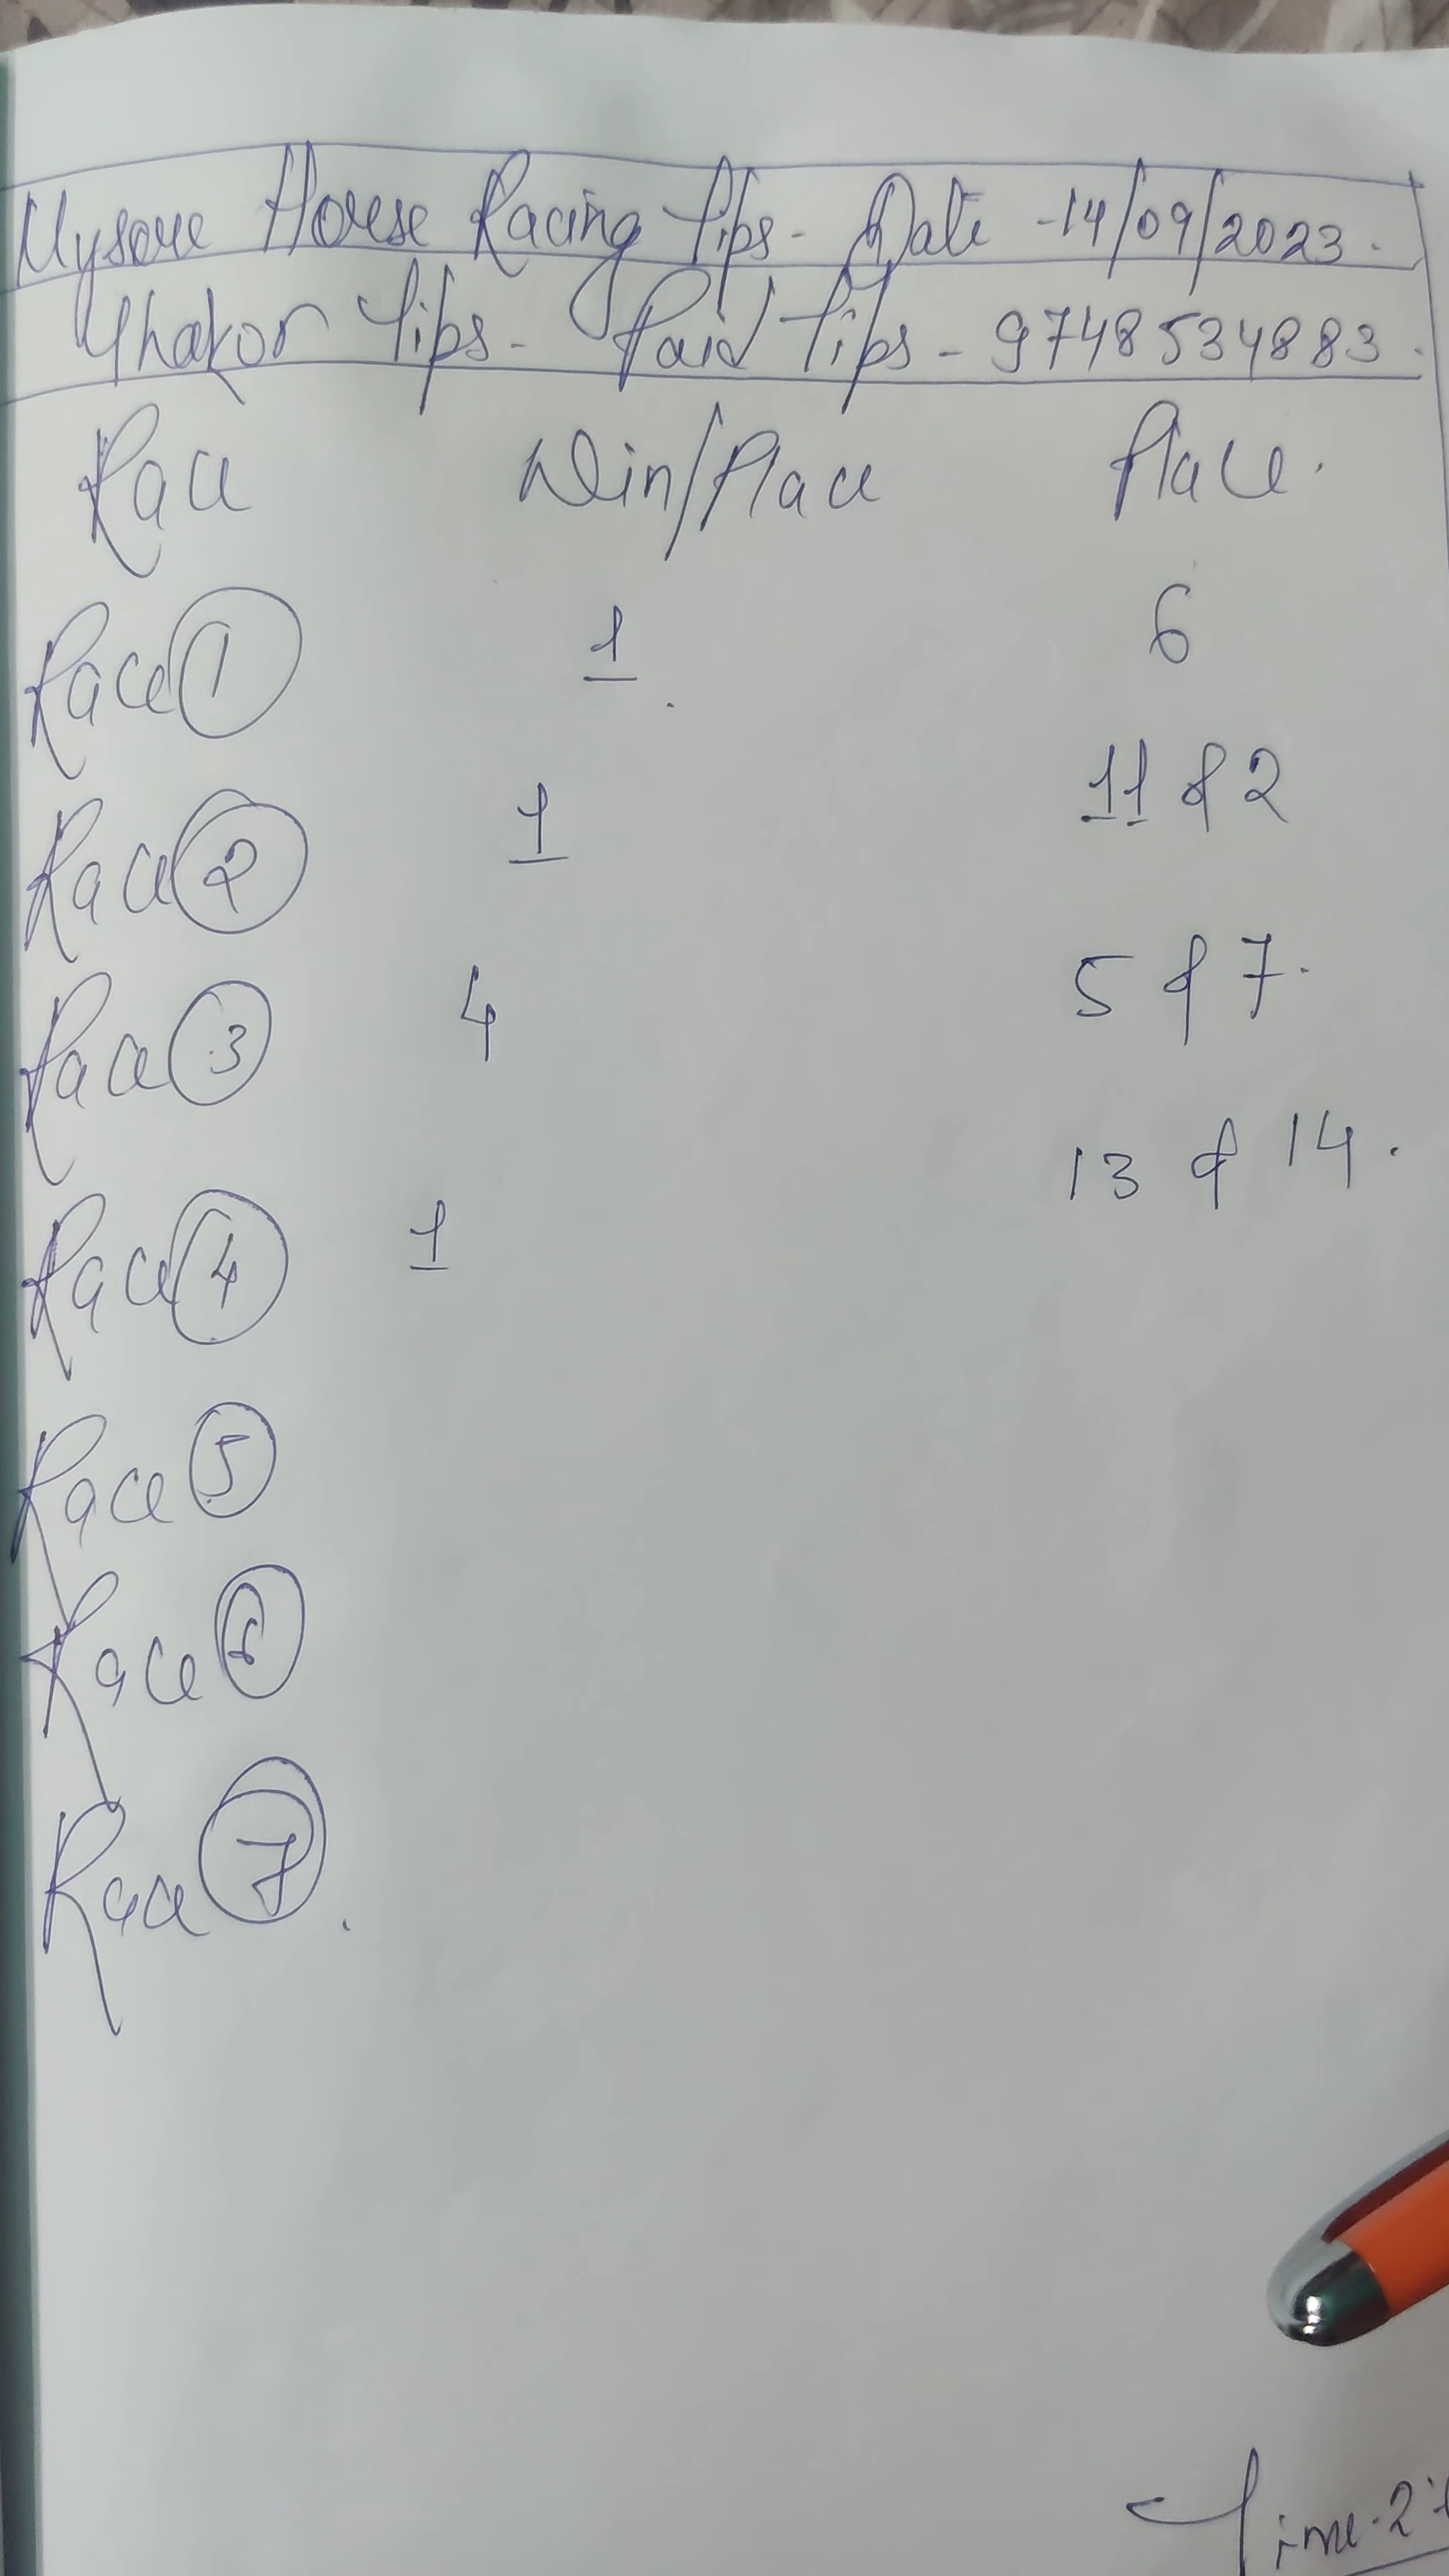 Mysore Horse Racing Tips - Date - 14/09/2023.
Thakor Tips - Paid Tips - 9748534883.
Race Win/Place Place.
Race 1 1 6
Race 2 1 11 & 2
Race 3 4 5 & 7.
Race 4 1 13 & 14.
Race 5
Race 6
Race 7.
Time-2